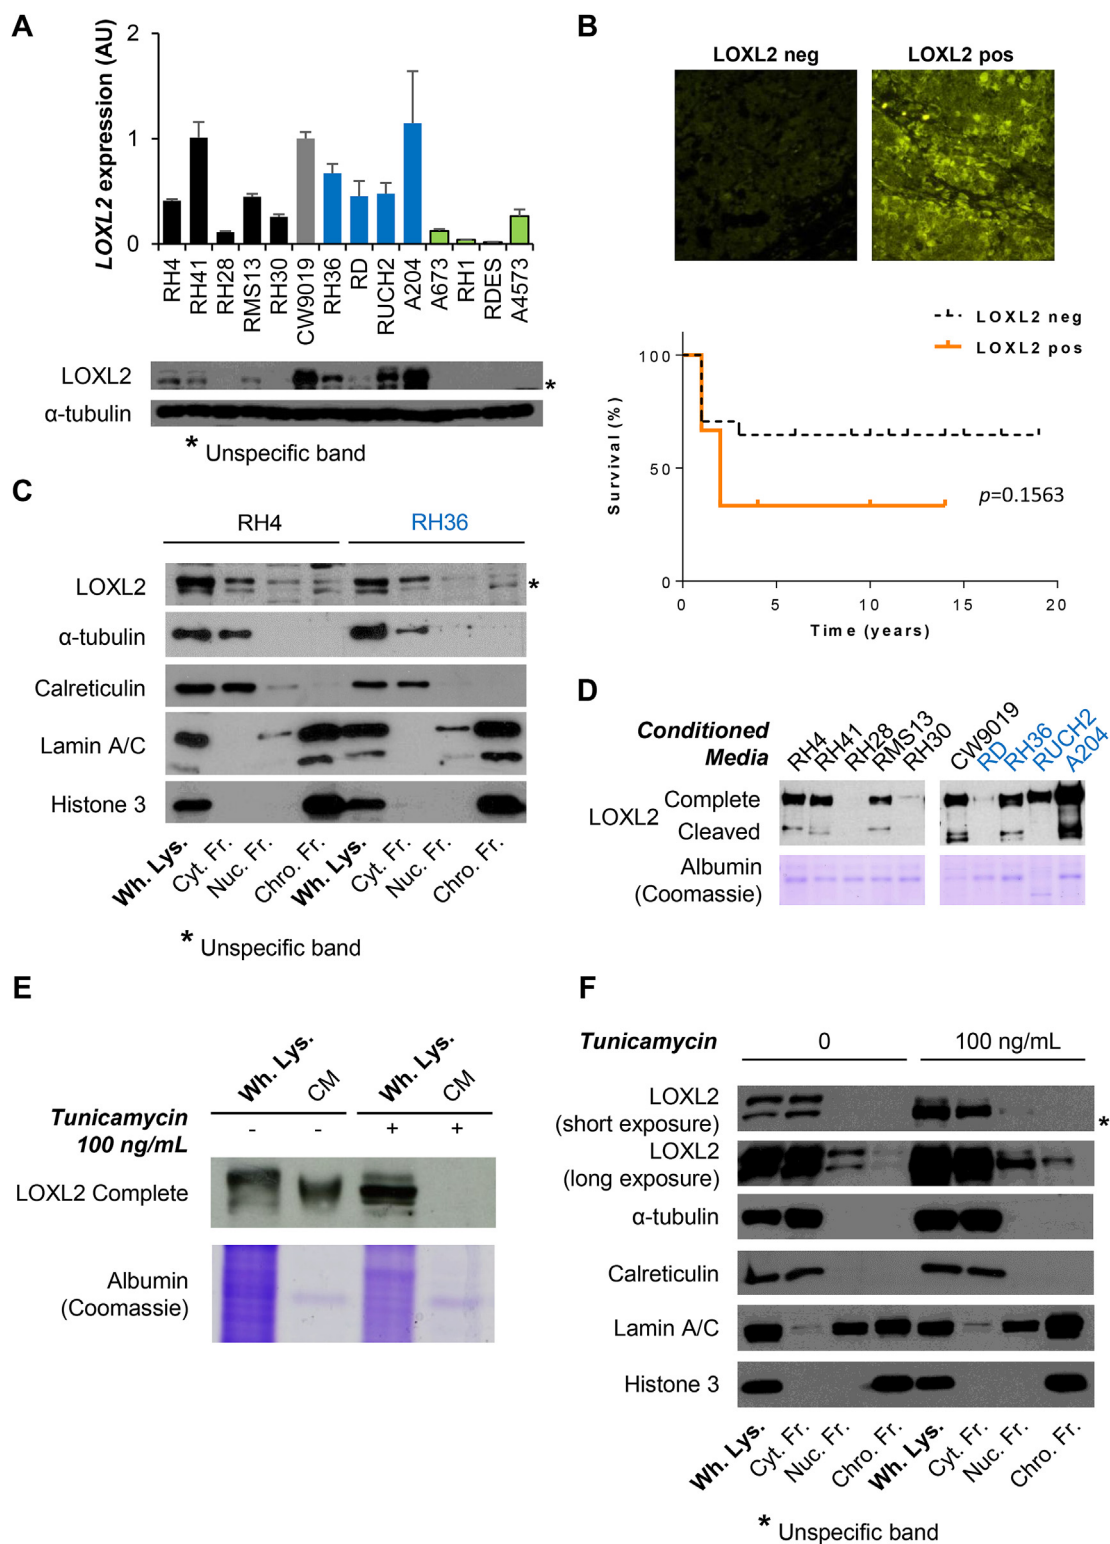 A
LOXL2 expression (AU)
2
1
0
RH4
RH41
RH28
RMS13
RH30
CW9019
RH36
RD
RUCH2
A204
A673
RH1
RDES
A4573
LOXL2
*
α-tubulin
* Unspecific band
B
LOXL2 neg
LOXL2 pos
LOXL2 neg
LOXL2 pos
Survival (%)
100
50
0
p=0.1563
0 5 10 15 20
Time (years)
C
RH4
RH36
LOXL2
*
α-tubulin
Calreticulin
Lamin A/C
Histone 3
Wh. Lys.
Cyt. Fr.
Nuc. Fr.
Chro. Fr.
Wh. Lys.
Cyt. Fr.
Nuc. Fr.
Chro. Fr.
* Unspecific band
D
Conditioned
Media
RH4
RH41
RH28
RMS13
RH30
CW9019
RD
RH36
RUCH2
A204
LOXL2
Complete
Cleaved
Albumin
(Coomassie)
E
Wh. Lys.
CM
Wh. Lys.
CM
Tunicamycin
100 ng/mL
- - + +
LOXL2 Complete
Albumin
(Coomassie)
F
Tunicamycin
0
100 ng/mL
LOXL2
(short exposure)
*
LOXL2
(long exposure)
α-tubulin
Calreticulin
Lamin A/C
Histone 3
Wh. Lys.
Cyt. Fr.
Nuc. Fr.
Chro. Fr.
Wh. Lys.
Cyt. Fr.
Nuc. Fr.
Chro. Fr.
* Unspecific band